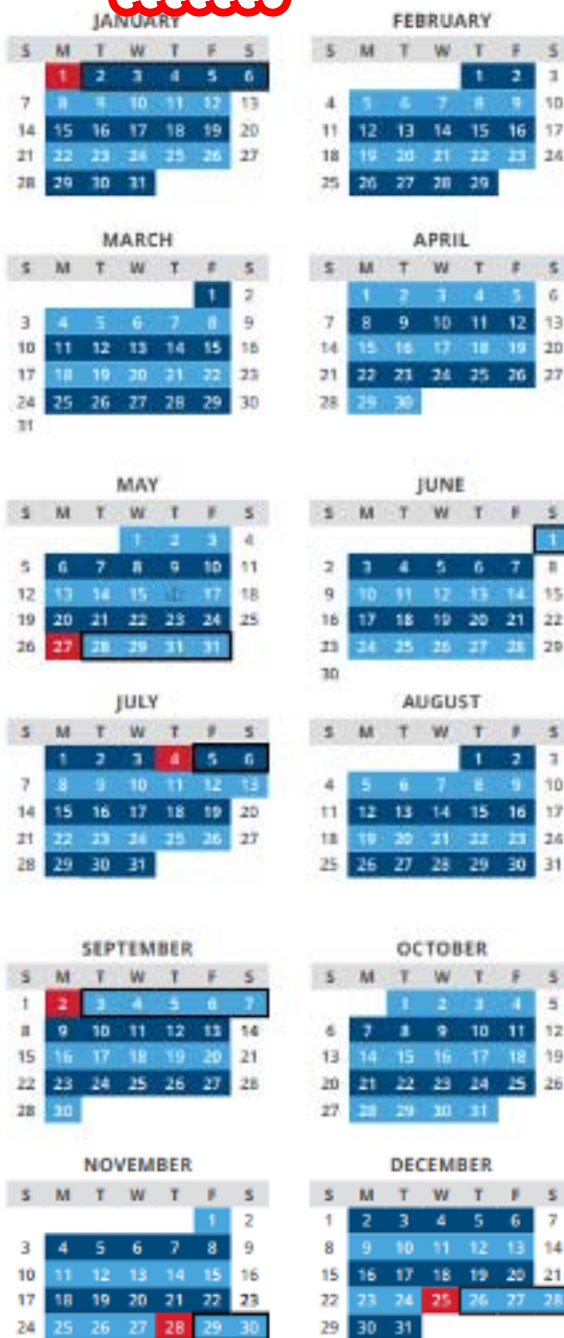 JANUARY
S M T W T F S
1 2 3 4 5 6
7 8 9 10 11 12 13
14 15 16 17 18 19 20
21 22 23 24 25 26 27
28 29 30 31
FEBRUARY
S M T W T F S
1 2 3
4 5 6 7 8 9 10
11 12 13 14 15 16 17
18 19 20 21 22 23 24
25 26 27 28 29
MARCH
S M T W T F S
1 2
3 4 5 6 7 8 9
10 11 12 13 14 15 16
17 18 19 20 21 22 23
24 25 26 27 28 29 30
31
APRIL
S M T W T F S
1 2 3 4 5 6
7 8 9 10 11 12 13
14 15 16 17 18 19 20
21 22 23 24 25 26 27
28 29 30
MAY
S M T W T F S
1 2 3 4
5 6 7 8 9 10 11
12 13 14 15 17 18
19 20 21 22 23 24 25
26 27 28 29 31 31
JUNE
S M T W T F S
1
2 3 4 5 6 7 8
9 10 11 12 13 14 15
16 17 18 19 20 21 22
23 24 25 26 27 28 29
30
JULY
S M T W T F S
1 2 3 4 5 6
7 8 9 10 11 12 13
14 15 16 17 18 19 20
21 22 23 24 25 26 27
28 29 30 31
AUGUST
S M T W T F S
1 2 3
4 5 6 7 8 9 10
11 12 13 14 15 16 17
18 19 20 21 22 23 24
25 26 27 28 29 30 31
SEPTEMBER
S M T W T F S
1 2 3 4 5 6 7
8 9 10 11 12 13 14
15 16 17 18 19 20 21
22 23 24 25 26 27 28
28 30
OCTOBER
S M T W T F S
1 2 3 4 5
6 7 8 9 10 11 12
13 14 15 16 17 18 19
20 21 22 23 24 25 26
27 28 29 30 31
NOVEMBER
S M T W T F S
1 2
3 4 5 6 7 8 9
10 11 12 13 14 15 16
17 18 19 20 21 22 23
24 25 26 27 28 29 30
DECEMBER
S M T W T F S
1 2 3 4 5 6 7
8 9 10 11 12 13 14
15 16 17 18 19 20 21
22 23 24 25 26 27 28
29 30 31